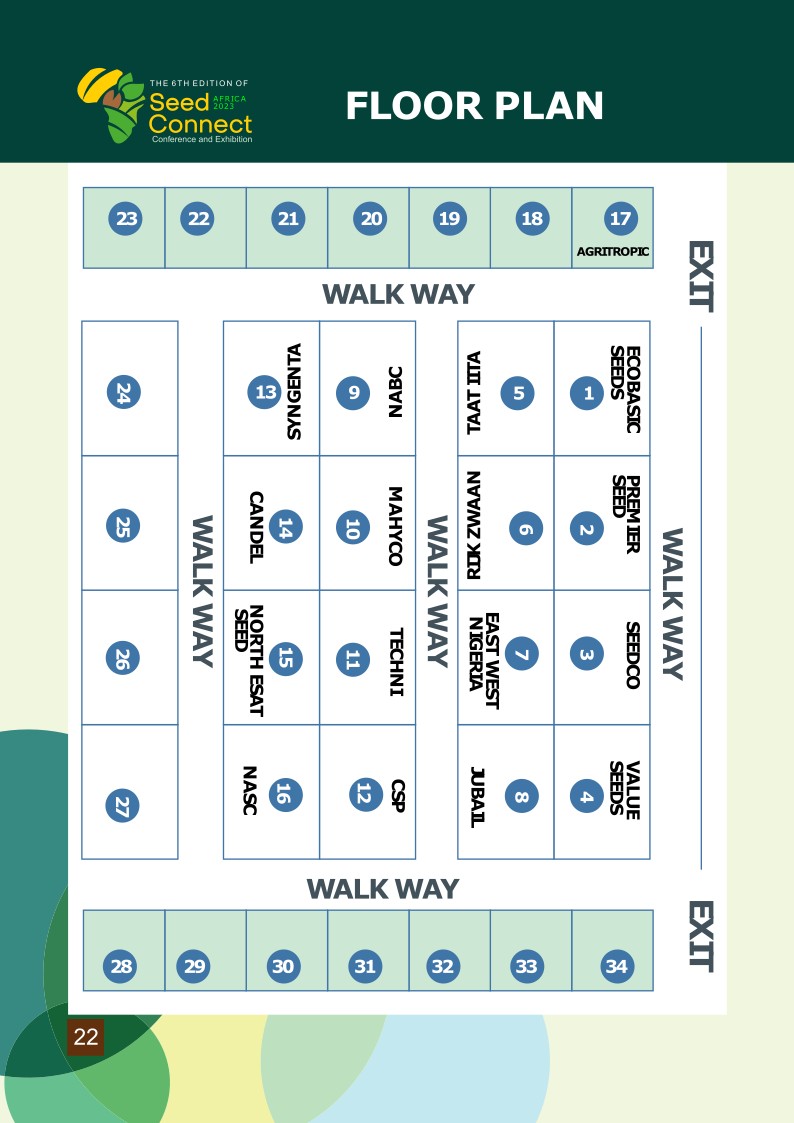 THE 6TH EDITION OF
Seed AFRICA
2023
Connect
Conference and Exhibition
FLOOR PLAN
23 22 21 20 19 18 17
AGRITROPIC
EXIT
WALK WAY
24
13 SYNGENTA
9 NABC
TAAT IITA 5
1 ECOBASIC
SEEDS
25
CANDEL 14
10 MAHYCO
RIJK ZWAAN 6
2 PREMIER
SEED
WALK WAY
WALK WAY
WALK WAY
26
NORTH ESAT
SEED 15
11 TECHNI
EAST WEST
NIGERIA 7
3 SEEDCO
27
NASC 16
12 CSP
JUBAIL 8
4 VALUE
SEEDS
WALK WAY
EXIT
28 29 30 31 32 33 34
22